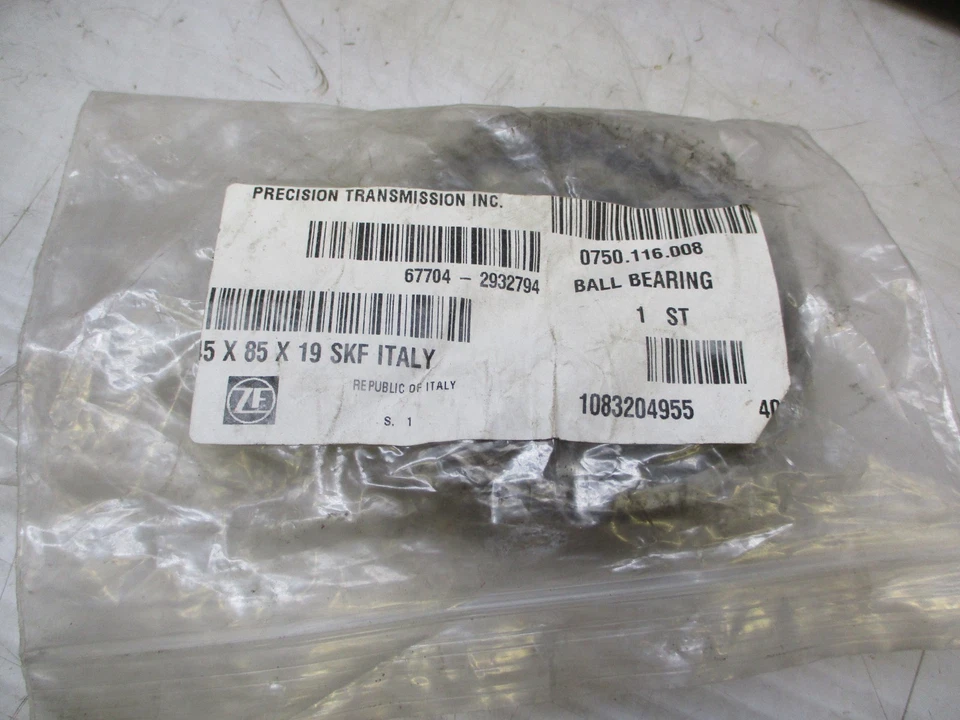 PRECISION TRANSMISSION INC.
67704 - 2932794
5 X 85 X 19 SKF ITALY
REPUBLIC OF ITALY
ZF
S. 1
0750.116.008
BALL BEARING
1 ST
1083204955